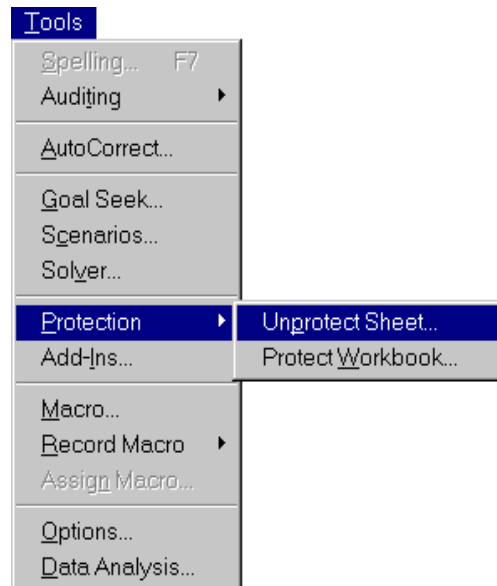 Tools
Spelling... F7
Auditing
AutoCorrect...
Goal Seek...
Scenarios...
Solver...
Protection
Unprotect Sheet...
Add-Ins...
Protect Workbook...
Macro...
Record Macro
Assign Macro...
Options...
Data Analysis...